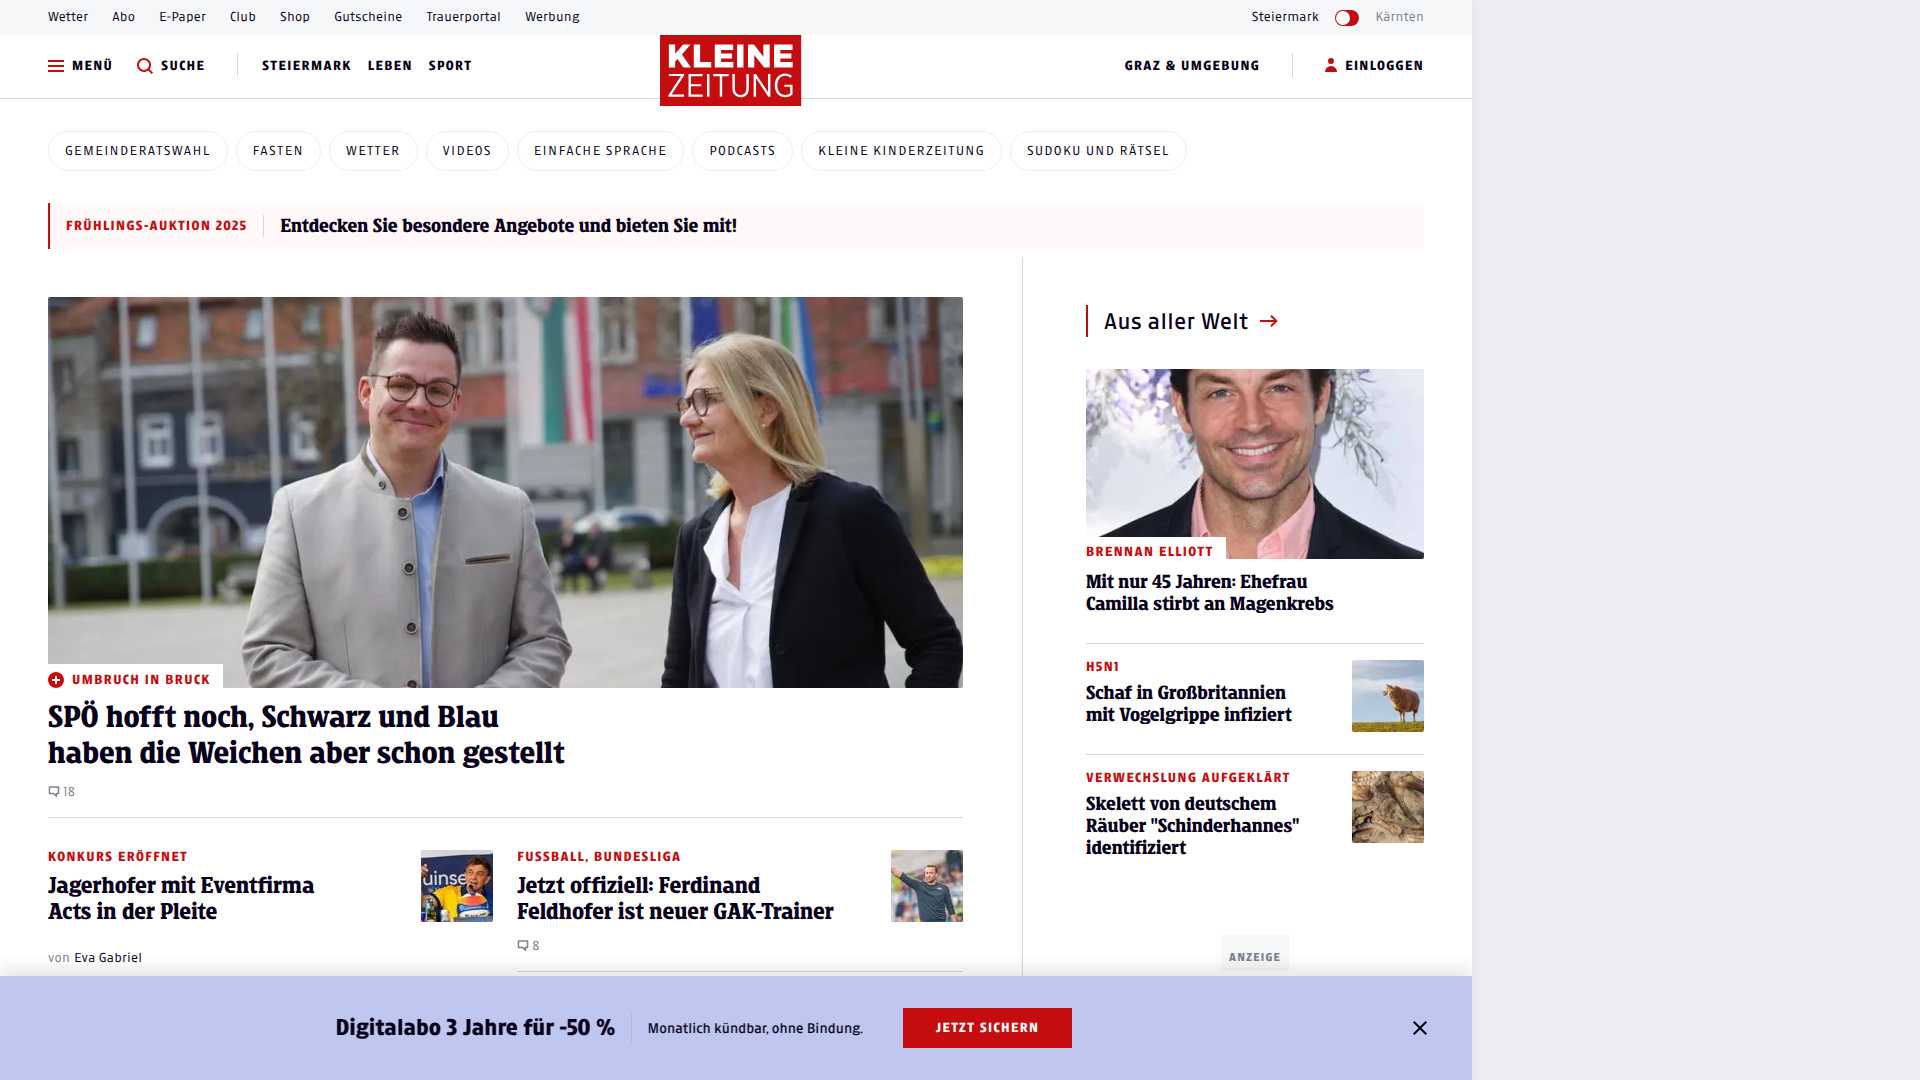 Wetter Abo E-Paper Club Shop Gutscheine Trauerportal Werbung Steiermark Kärnten
MENÜ SUCHE STEIERMARK LEBEN SPORT KLEINE ZEITUNG GRAZ & UMGEBUNG EINLOGGEN
GEMEINDERATSWAHL FASTEN WETTER VIDEOS EINFACHE SPRACHE PODCASTS KLEINE KINDERZEITUNG SUDOKU UND RÄTSEL
FRÜHLINGS-AUKTION 2025 Entdecken Sie besondere Angebote und bieten Sie mit!
UMBRUCH IN BRUCK
SPÖ hofft noch, Schwarz und Blau
haben die Weichen aber schon gestellt
18
KONKURS ERÖFFNET
Jagerhofer mit Eventfirma
Acts in der Pleite
von Eva Gabriel
uinse
FUSSBALL, BUNDESLIGA
Jetzt offiziell: Ferdinand
Feldhofer ist neuer GAK-Trainer
8
Aus aller Welt
BRENNAN ELLIOTT
Mit nur 45 Jahren: Ehefrau
Camilla stirbt an Magenkrebs
H5N1
Schaf in Großbritannien
mit Vogelgrippe infiziert
VERWECHSLUNG AUFGEKLÄRT
Skelett von deutschem
Räuber "Schinderhannes"
identifiziert
ANZEIGE
Digitalabo 3 Jahre für -50 % Monatlich kündbar, ohne Bindung. JETZT SICHERN